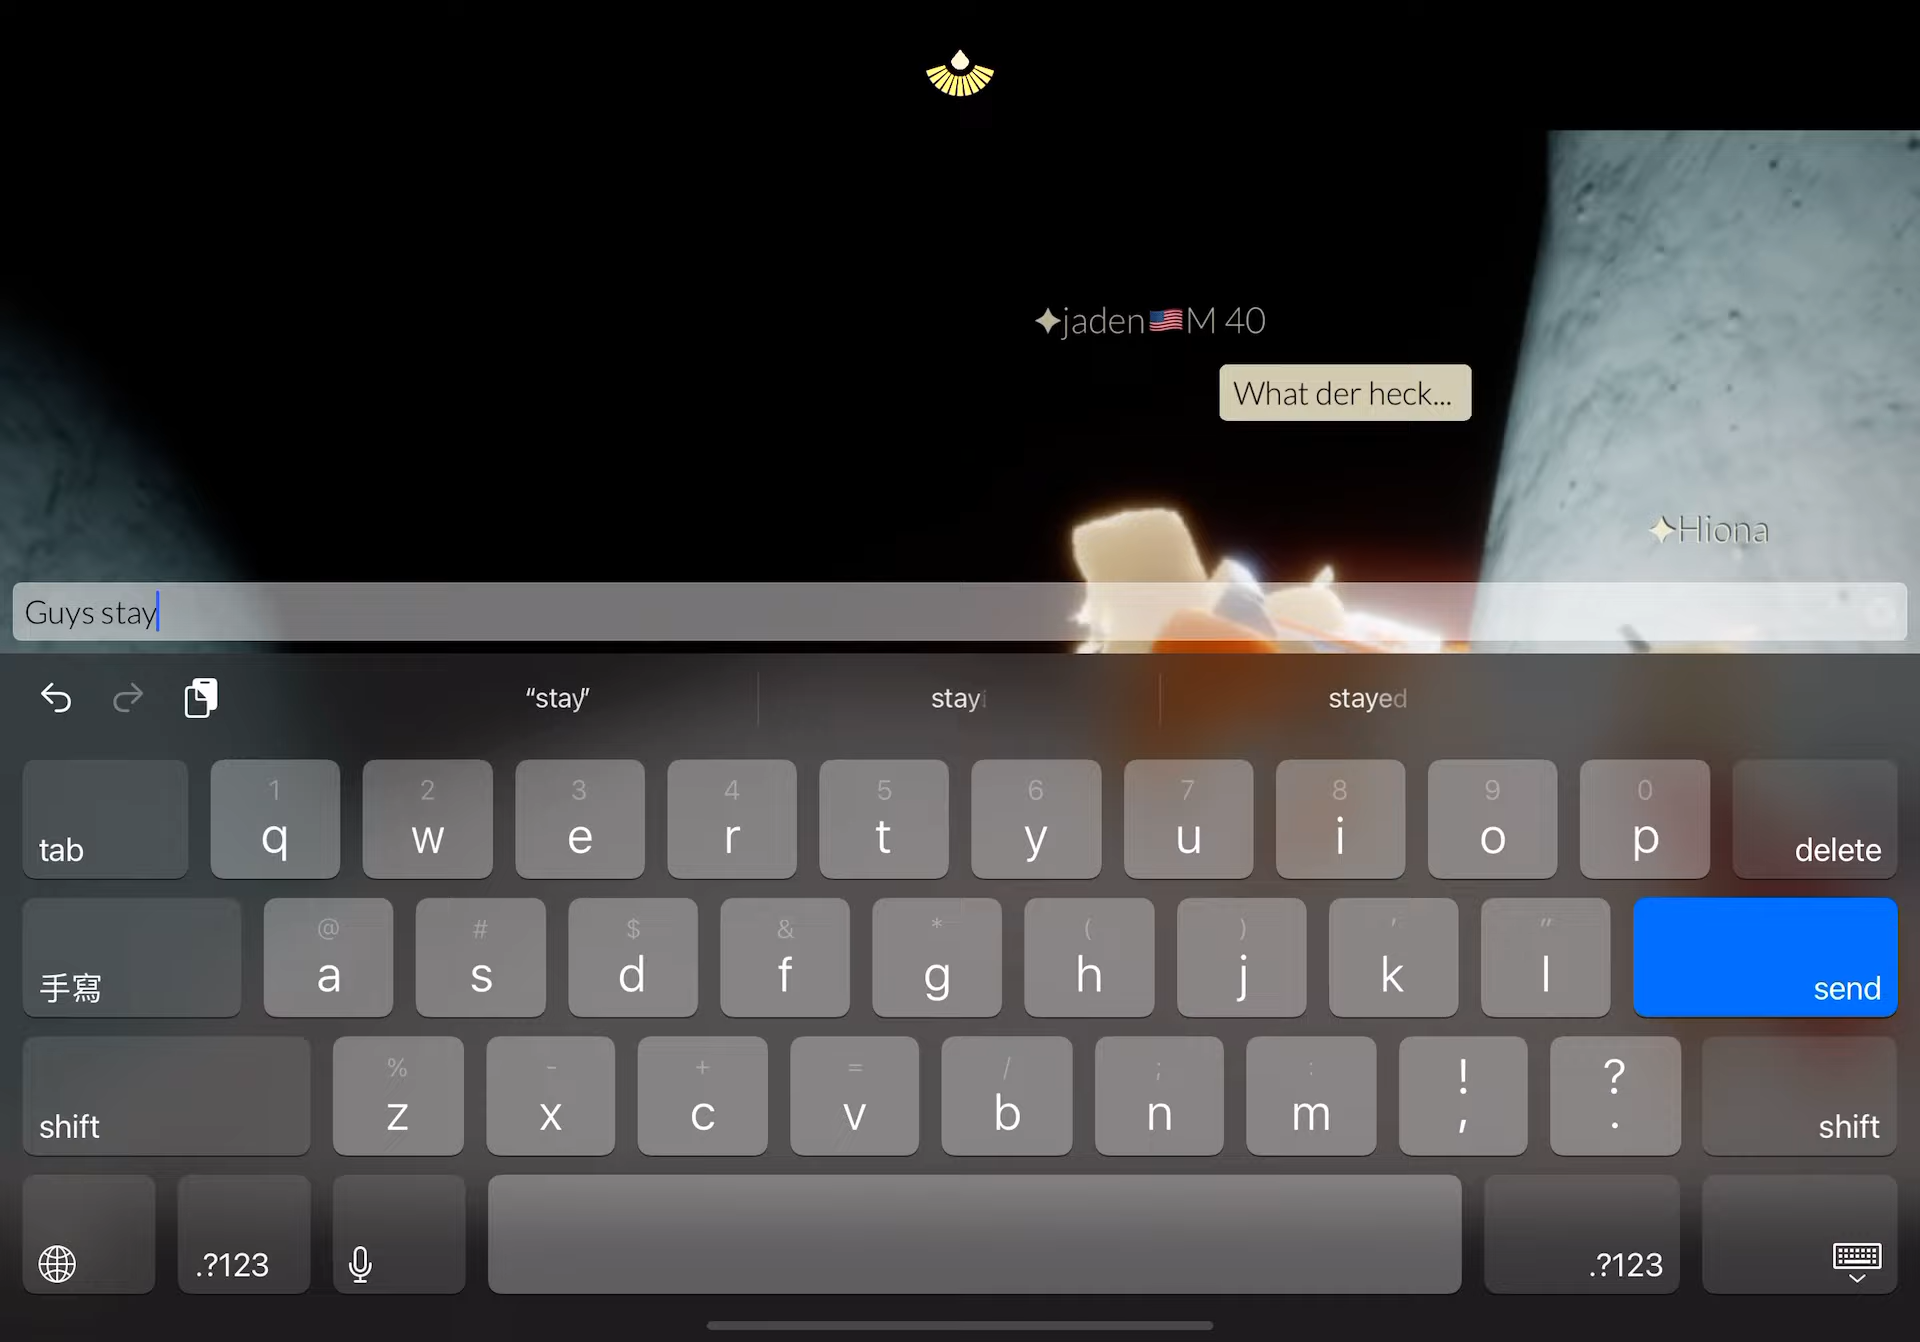 ✦jaden🇺🇸M 40
What der heck...
✦Hiona
Guys stay
“stay” stay stayed
tab 1 q 2 w 3 e 4 r 5 t 6 y 7 u 8 i 9 o 0 p delete
手寫 @ a # s $ d & f * g ( h ) j ' k " l send
shift % z - x + c = v / b ; n : m ! , ? . shift
.?123 .?123